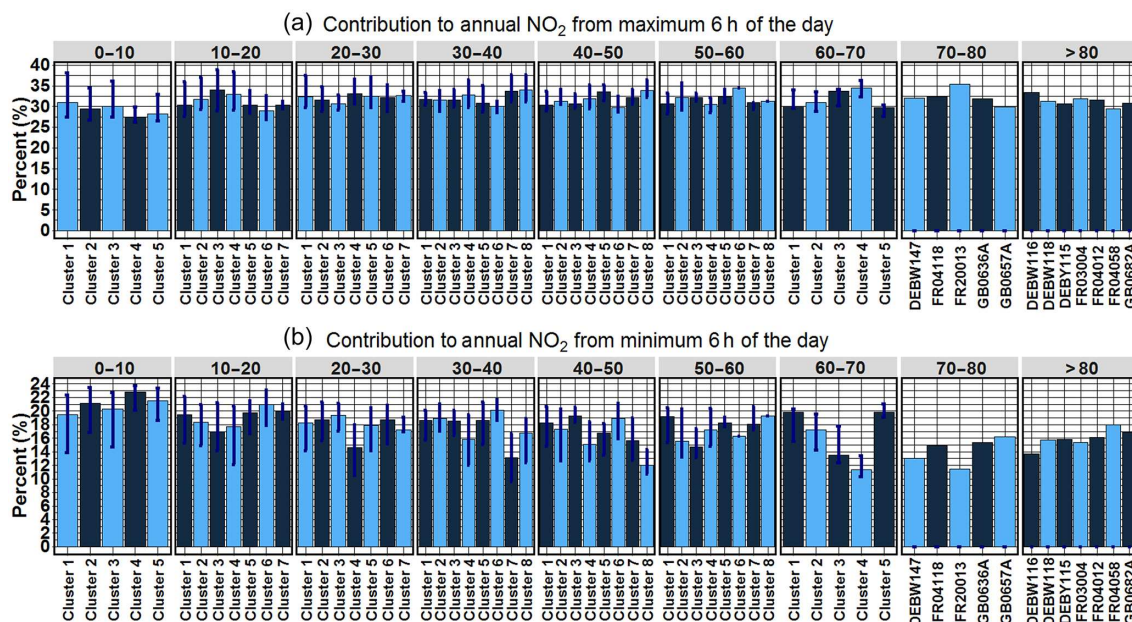 (a) Contribution to annual NO₂ from maximum 6 h of the day
0–10 10–20 20–30 30–40 40–50 50–60 60–70 70–80 > 80
Percent (%)
40
35
30
25
20
15
10
5
0
Cluster 1 Cluster 2 Cluster 3 Cluster 4 Cluster 5
Cluster 1 Cluster 2 Cluster 3 Cluster 4 Cluster 5 Cluster 6 Cluster 7
Cluster 1 Cluster 2 Cluster 3 Cluster 4 Cluster 5 Cluster 6 Cluster 7
Cluster 1 Cluster 2 Cluster 3 Cluster 4 Cluster 5 Cluster 6 Cluster 7 Cluster 8
Cluster 1 Cluster 2 Cluster 3 Cluster 4 Cluster 5 Cluster 6 Cluster 7 Cluster 8
Cluster 1 Cluster 2 Cluster 3 Cluster 4 Cluster 5 Cluster 6 Cluster 7 Cluster 8
Cluster 1 Cluster 2 Cluster 3 Cluster 4 Cluster 5
DEBW147 FR04118 FR20013 GB0636A GB0657A
DEBW116 DEBW118 DEBY115 FR03004 FR04012 FR04058 GB0682A
(b) Contribution to annual NO₂ from minimum 6 h of the day
0–10 10–20 20–30 30–40 40–50 50–60 60–70 70–80 > 80
Percent (%)
24
22
20
18
16
14
12
10
8
6
4
2
0
Cluster 1 Cluster 2 Cluster 3 Cluster 4 Cluster 5
Cluster 1 Cluster 2 Cluster 3 Cluster 4 Cluster 5 Cluster 6 Cluster 7
Cluster 1 Cluster 2 Cluster 3 Cluster 4 Cluster 5 Cluster 6 Cluster 7
Cluster 1 Cluster 2 Cluster 3 Cluster 4 Cluster 5 Cluster 6 Cluster 7 Cluster 8
Cluster 1 Cluster 2 Cluster 3 Cluster 4 Cluster 5 Cluster 6 Cluster 7 Cluster 8
Cluster 1 Cluster 2 Cluster 3 Cluster 4 Cluster 5 Cluster 6 Cluster 7 Cluster 8
Cluster 1 Cluster 2 Cluster 3 Cluster 4 Cluster 5
DEBW147 FR04118 FR20013 GB0636A GB0657A
DEBW116 DEBW118 DEBY115 FR03004 FR04012 FR04058 GB0682A